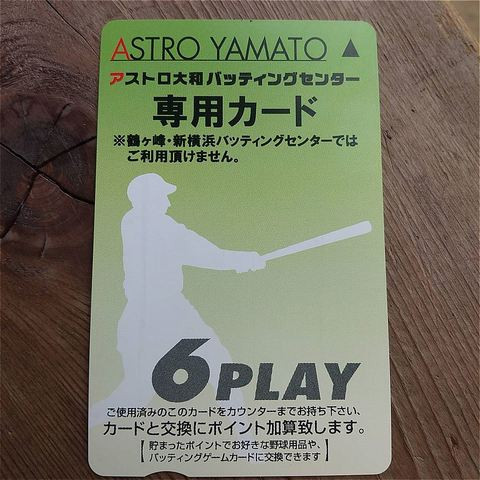 ASTRO YAMATO ▲
アストロ大和バッティングセンター
専用カード
※鶴ヶ峰・新横浜バッティングセンターでは
ご利用頂けません。
6PLAY
ご使用済みのこのカードをカウンターまでお持ち下さい、
カードと交換にポイント加算致します。
【貯まったポイントでお好きな野球用品や、
バッティングゲームカードに交換できます】